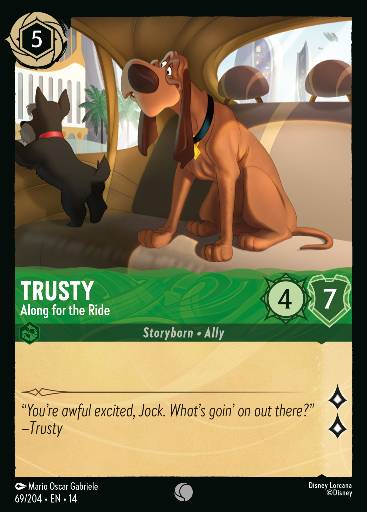 5
TRUSTY
Along for the Ride
4
7
Storyborn • Ally
“You’re awful excited, Jock. What’s goin’ on out there?”
–Trusty
Mario Oscar Gabriele
69/204 • EN • 14
Disney Lorcana
©Disney